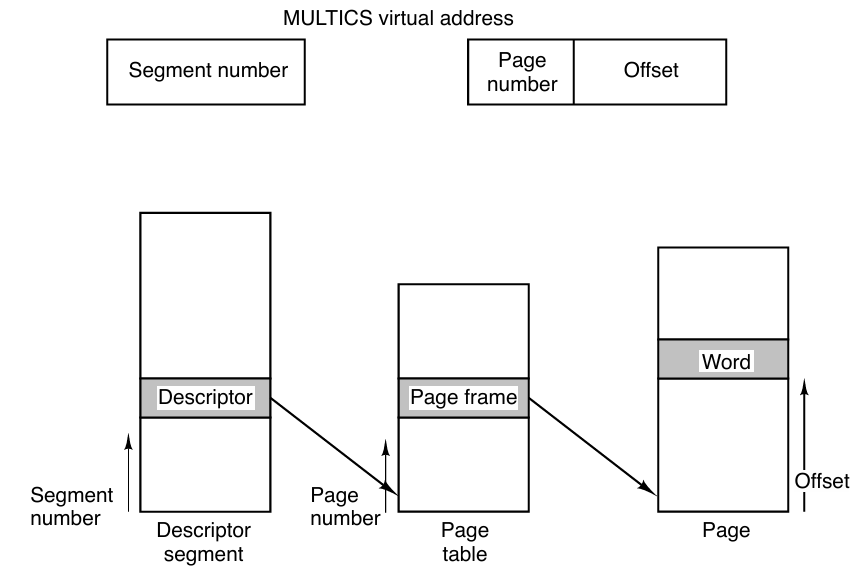 MULTICS virtual address
Segment number
Page
number
Offset
Descriptor
Page frame
Word
Segment
number
Page
number
Offset
Descriptor
segment
Page
table
Page